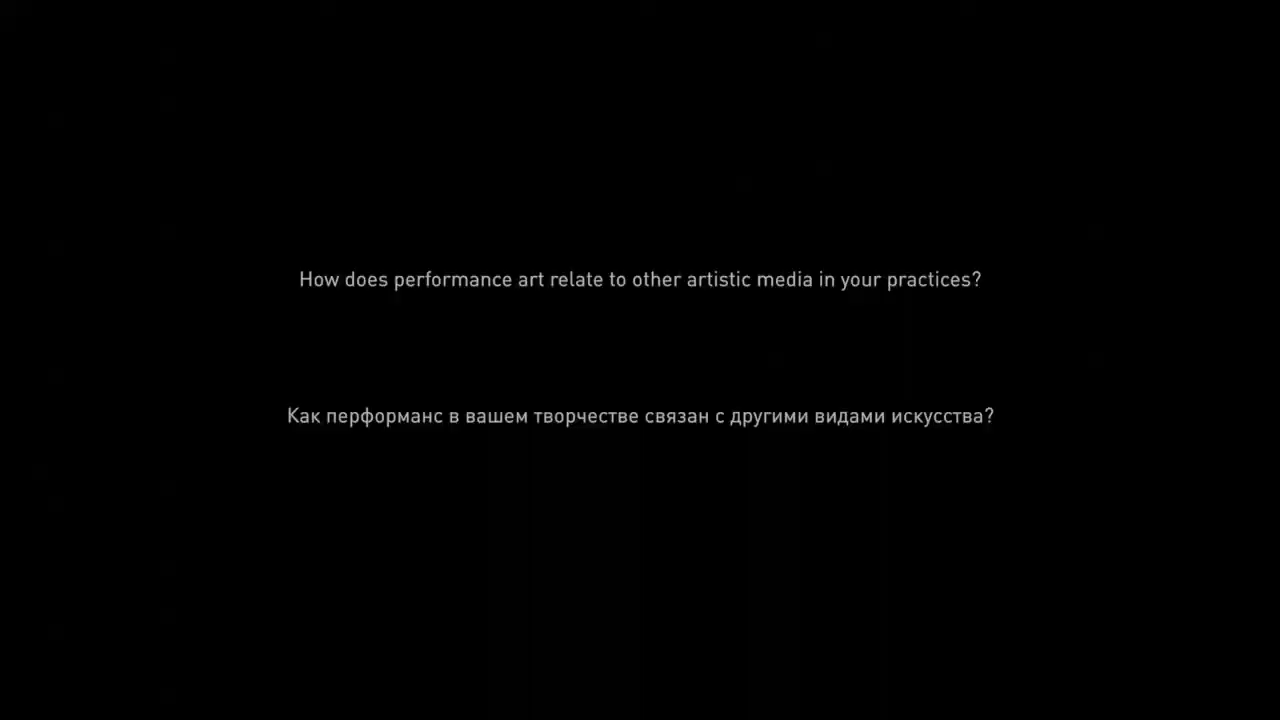 How does performance art relate to other artistic media in your practices?
Как перформанс в вашем творчестве связан с другими видами искусства?